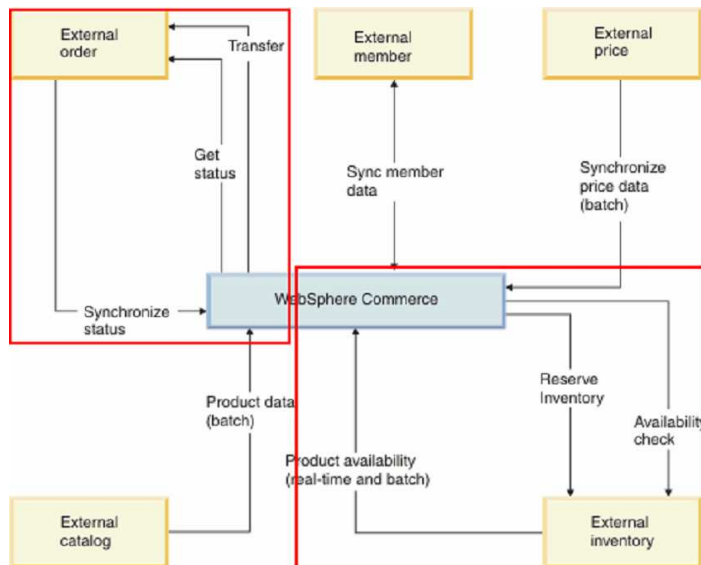 External
order
Transfer
External
member
External
price
Get
status
Sync member
data
Synchronize
price data
(batch)
WebSphere Commerce
Synchronize
status
Reserve
Inventory
Product data
(batch)
Availability
check
Product availability
(real-time and batch)
External
catalog
External
inventory